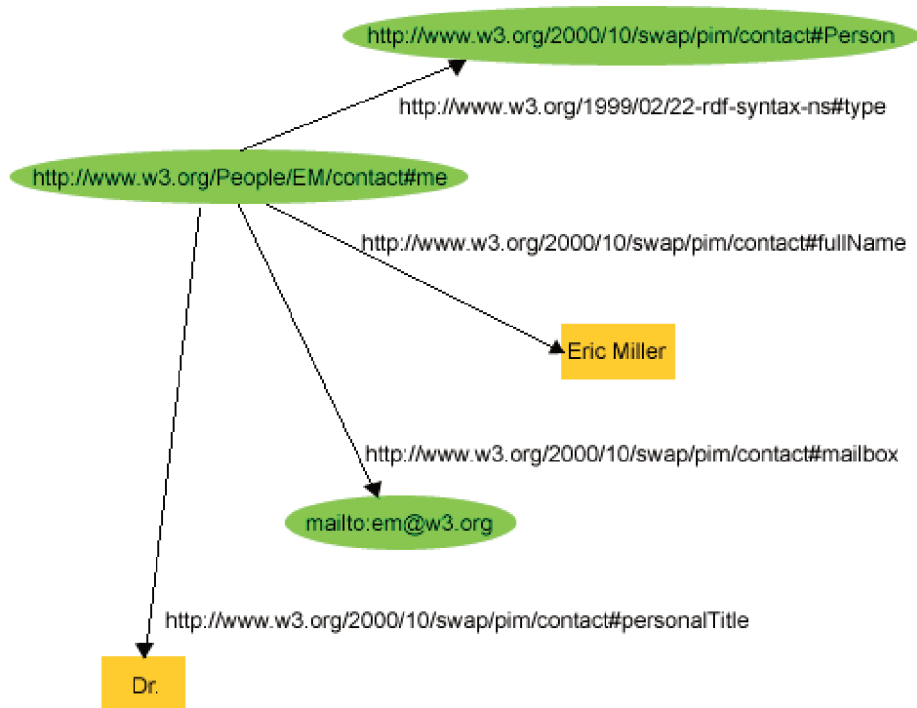 http://www.w3.org/2000/10/swap/pim/contact#Person
http://www.w3.org/1999/02/22-rdf-syntax-ns#type
http://www.w3.org/People/EM/contact#me
http://www.w3.org/2000/10/swap/pim/contact#fullName
Eric Miller
http://www.w3.org/2000/10/swap/pim/contact#mailbox
mailto:em@w3.org
http://www.w3.org/2000/10/swap/pim/contact#personalTitle
Dr.